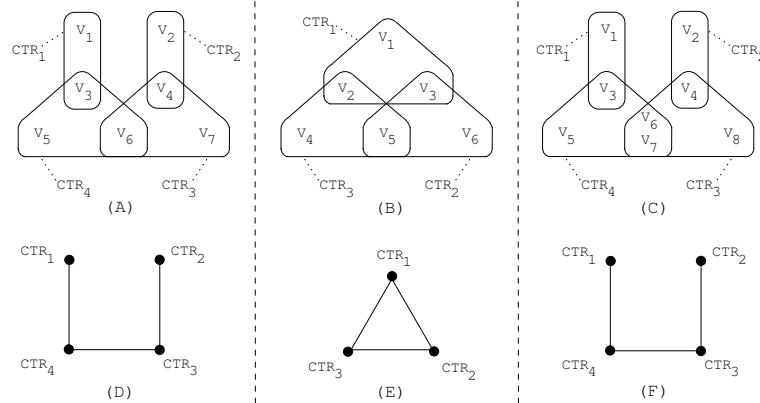 V1 V2 V1 V1 V2
CTR1 CTR2 CTR1 CTR1 CTR2
V3 V4 V2 V3 V3 V4
V5 V6 V7 V4 V5 V6 V5 V6 V7 V8
CTR4 CTR3 CTR3 CTR2 CTR4 CTR3
(A) (B) (C)
CTR1 CTR2 CTR1 CTR1 CTR2
CTR4 CTR3 CTR3 CTR2 CTR4 CTR3
(D) (E) (F)